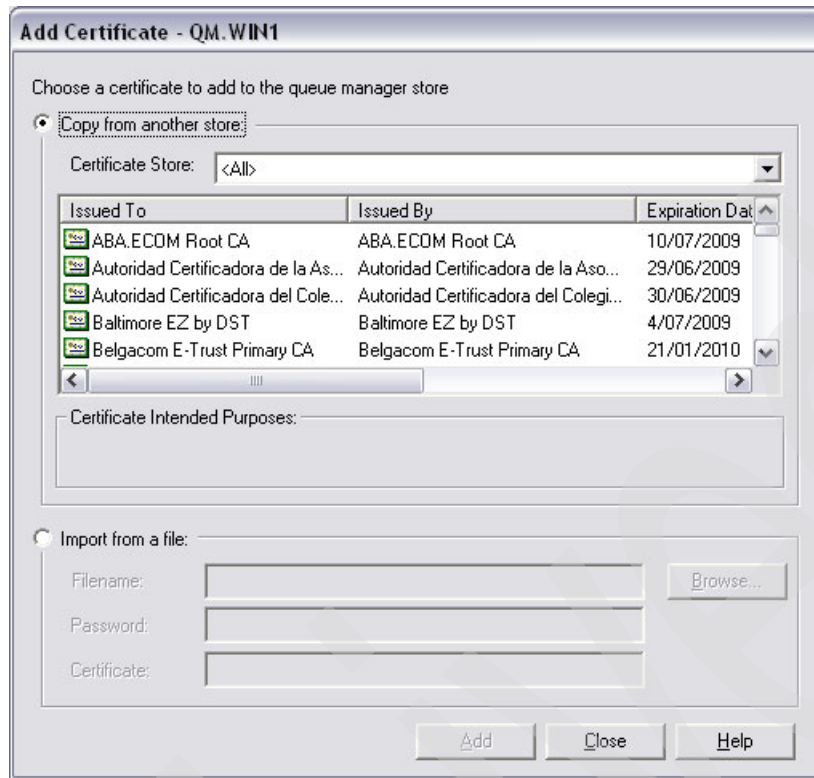 Add Certificate - QM.WIN1
Choose a certificate to add to the queue manager store
Copy from another store:
Certificate Store: <All>
Issued To Issued By Expiration Dat
ABA.ECOM Root CA ABA.ECOM Root CA 10/07/2009
Autoridad Certificadora de la As... Autoridad Certificadora de la Aso... 29/06/2009
Autoridad Certificadora del Cole... Autoridad Certificadora del Colegi... 30/06/2009
Baltimore EZ by DST Baltimore EZ by DST 4/07/2009
Belgacom E-Trust Primary CA Belgacom E-Trust Primary CA 21/01/2010
Certificate Intended Purposes:
Import from a file:
Filename: Browse...
Password:
Certificate:
Add Close Help